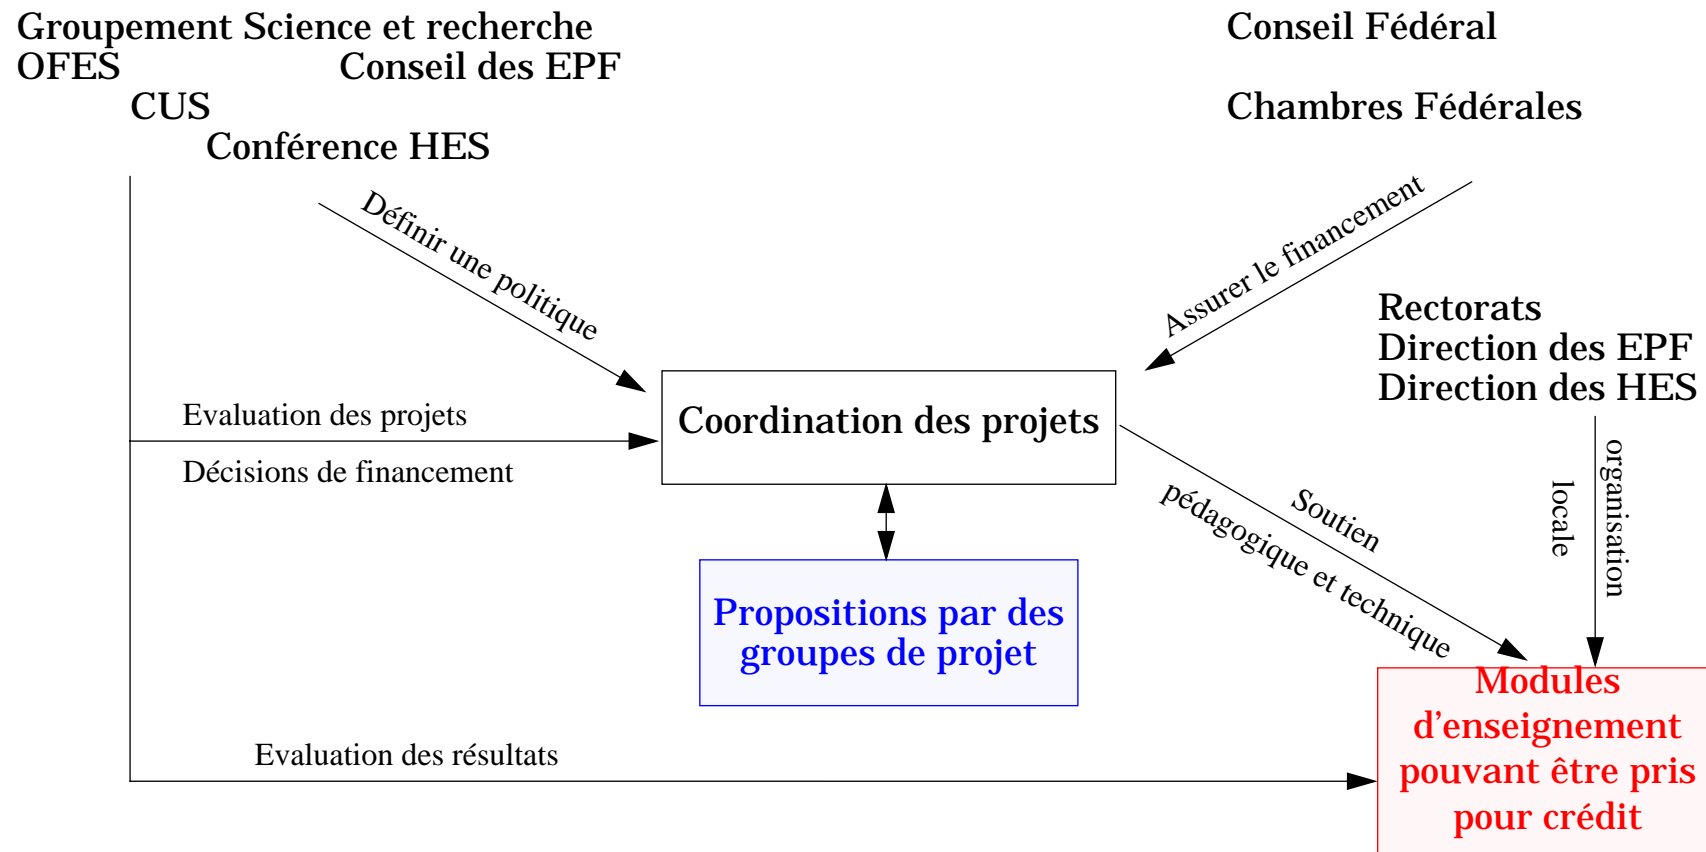 Groupement Science et recherche
OFES Conseil des EPF
CUS
Conférence HES
Conseil Fédéral
Chambres Fédérales
Définir une politique
Assurer le financement
Rectorats
Direction des EPF
Direction des HES
Evaluation des projets
Décisions de financement
Coordination des projets
Soutien
pédagogique et technique
organisation
locale
Propositions par des
groupes de projet
Evaluation des résultats
Modules
d'enseignement
pouvant être pris
pour crédit